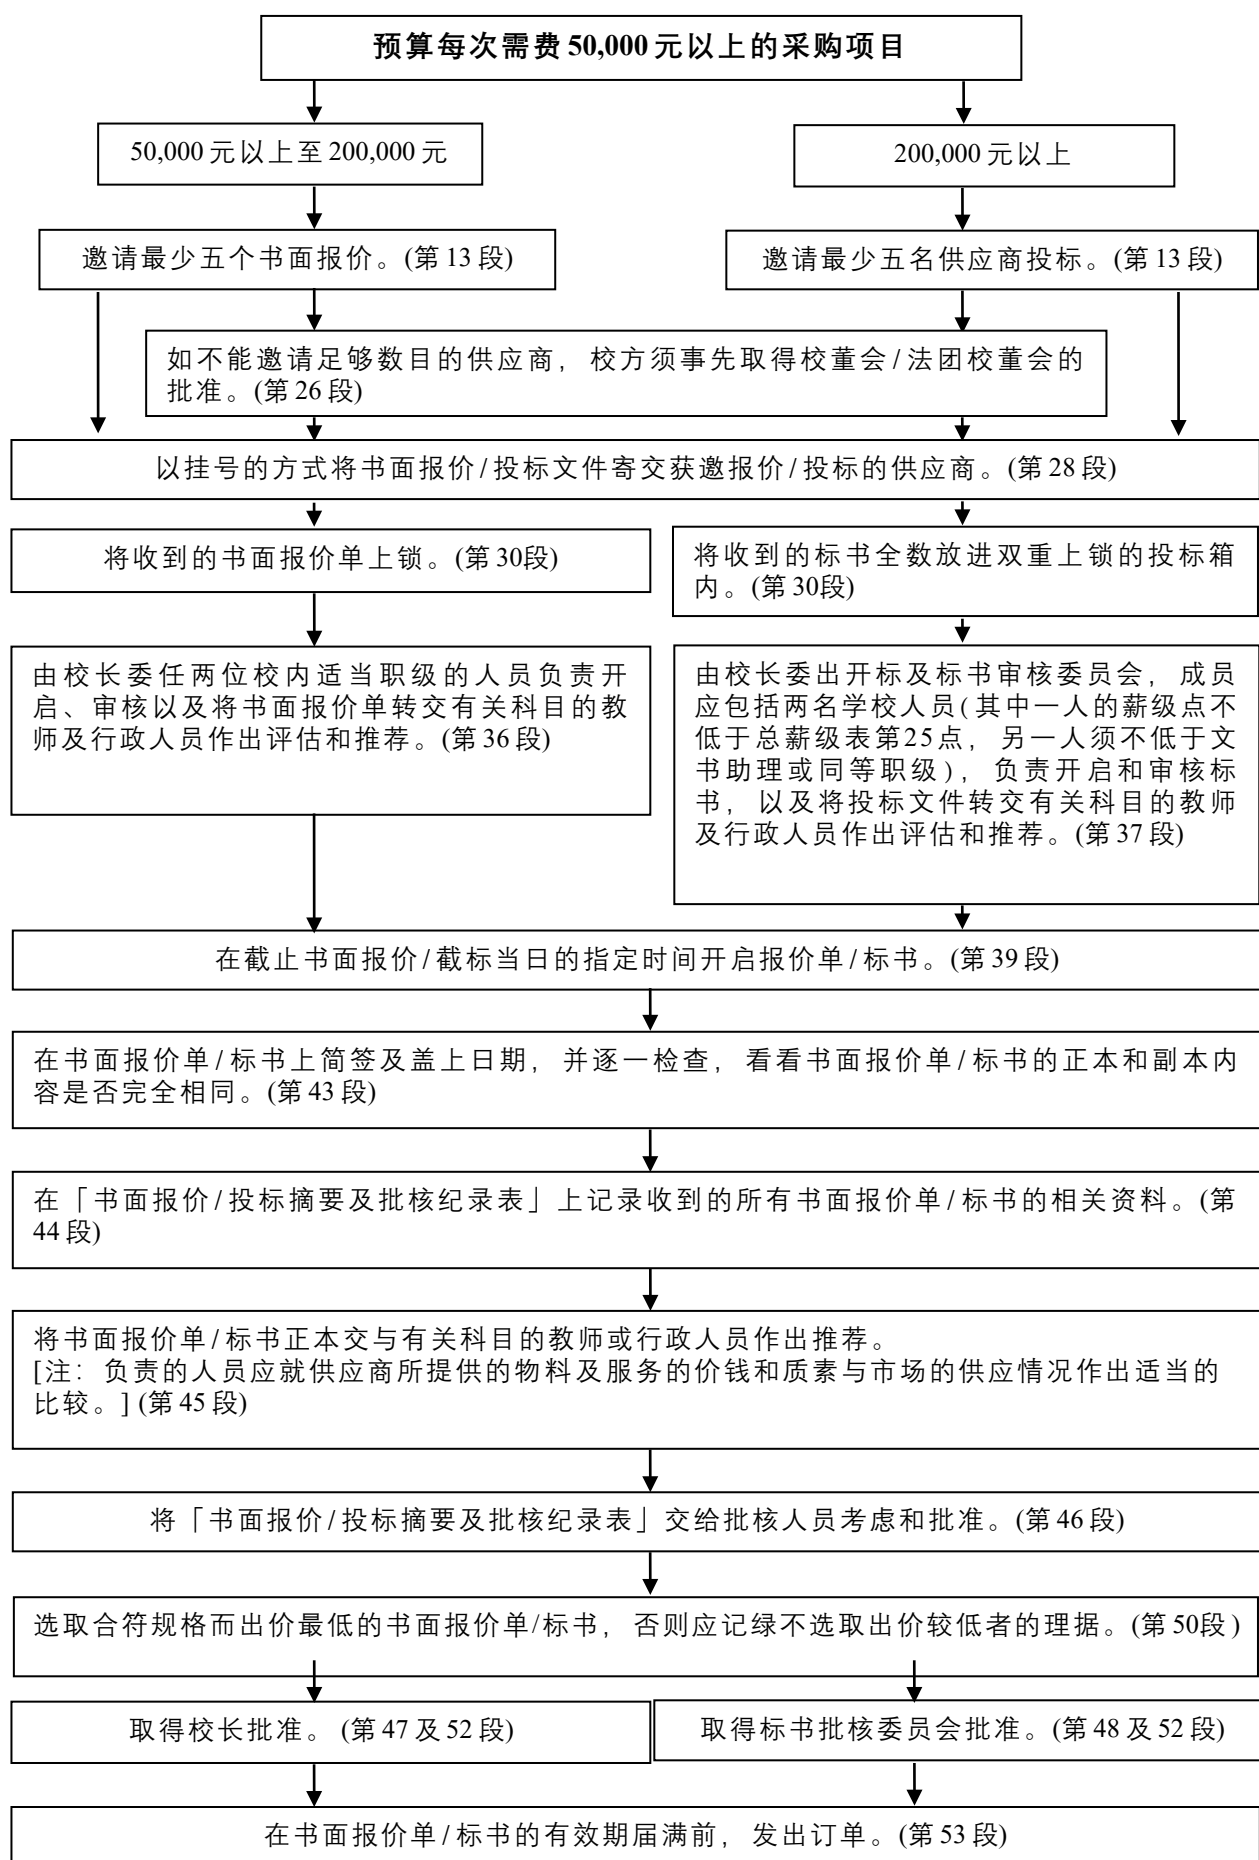 预算每次需费50,000元以上的采购项目
50,000元以上至200,000元
200,000元以上
邀请最少五个书面报价。(第13段)
邀请最少五名供应商投标。(第13段)
如不能邀请足够数目的供应商，校方须事先取得校董会/法团校董会的
批准。(第26段)
以挂号的方式将书面报价/投标文件寄交获邀报价/投标的供应商。(第28段)
将收到的书面报价单上锁。(第30段)
将收到的标书全数放进双重上锁的投标箱
内。(第30段)
由校长委任两位校内适当职级的人员负责开
启、审核以及将书面报价单转交有关科目的教
师及行政人员作出评估和推荐。(第36段)
由校长委出开标及标书审核委员会，成员
应包括两名学校人员(其中一人的薪级点不
低于总薪级表第25点，另一人须不低于文
书助理或同等职级)，负责开启和审核标
书，以及将投标文件转交有关科目的教师
及行政人员作出评估和推荐。(第37段)
在截止书面报价/截标当日的指定时间开启报价单/标书。(第39段)
在书面报价单/标书上简签及盖上日期，并逐一检查，看看书面报价单/标书的正本和副本内
容是否完全相同。(第43段)
在「书面报价/投标摘要及批核纪录表」上记录收到的所有书面报价单/标书的相关资料。(第
44段)
将书面报价单/标书正本交与有关科目的教师或行政人员作出推荐。
[注：负责的人员应就供应商所提供的物料及服务的价钱和质素与市场的供应情况作出适当的
比较。] (第45段)
将「书面报价/投标摘要及批核纪录表」交给批核人员考虑和批准。(第46段)
选取合符规格而出价最低的书面报价单/标书，否则应记绿不选取出价较低者的理据。(第50段)
取得校长批准。 (第47及52段)
取得标书批核委员会批准。(第48及52段)
在书面报价单/标书的有效期届满前，发出订单。(第53段)